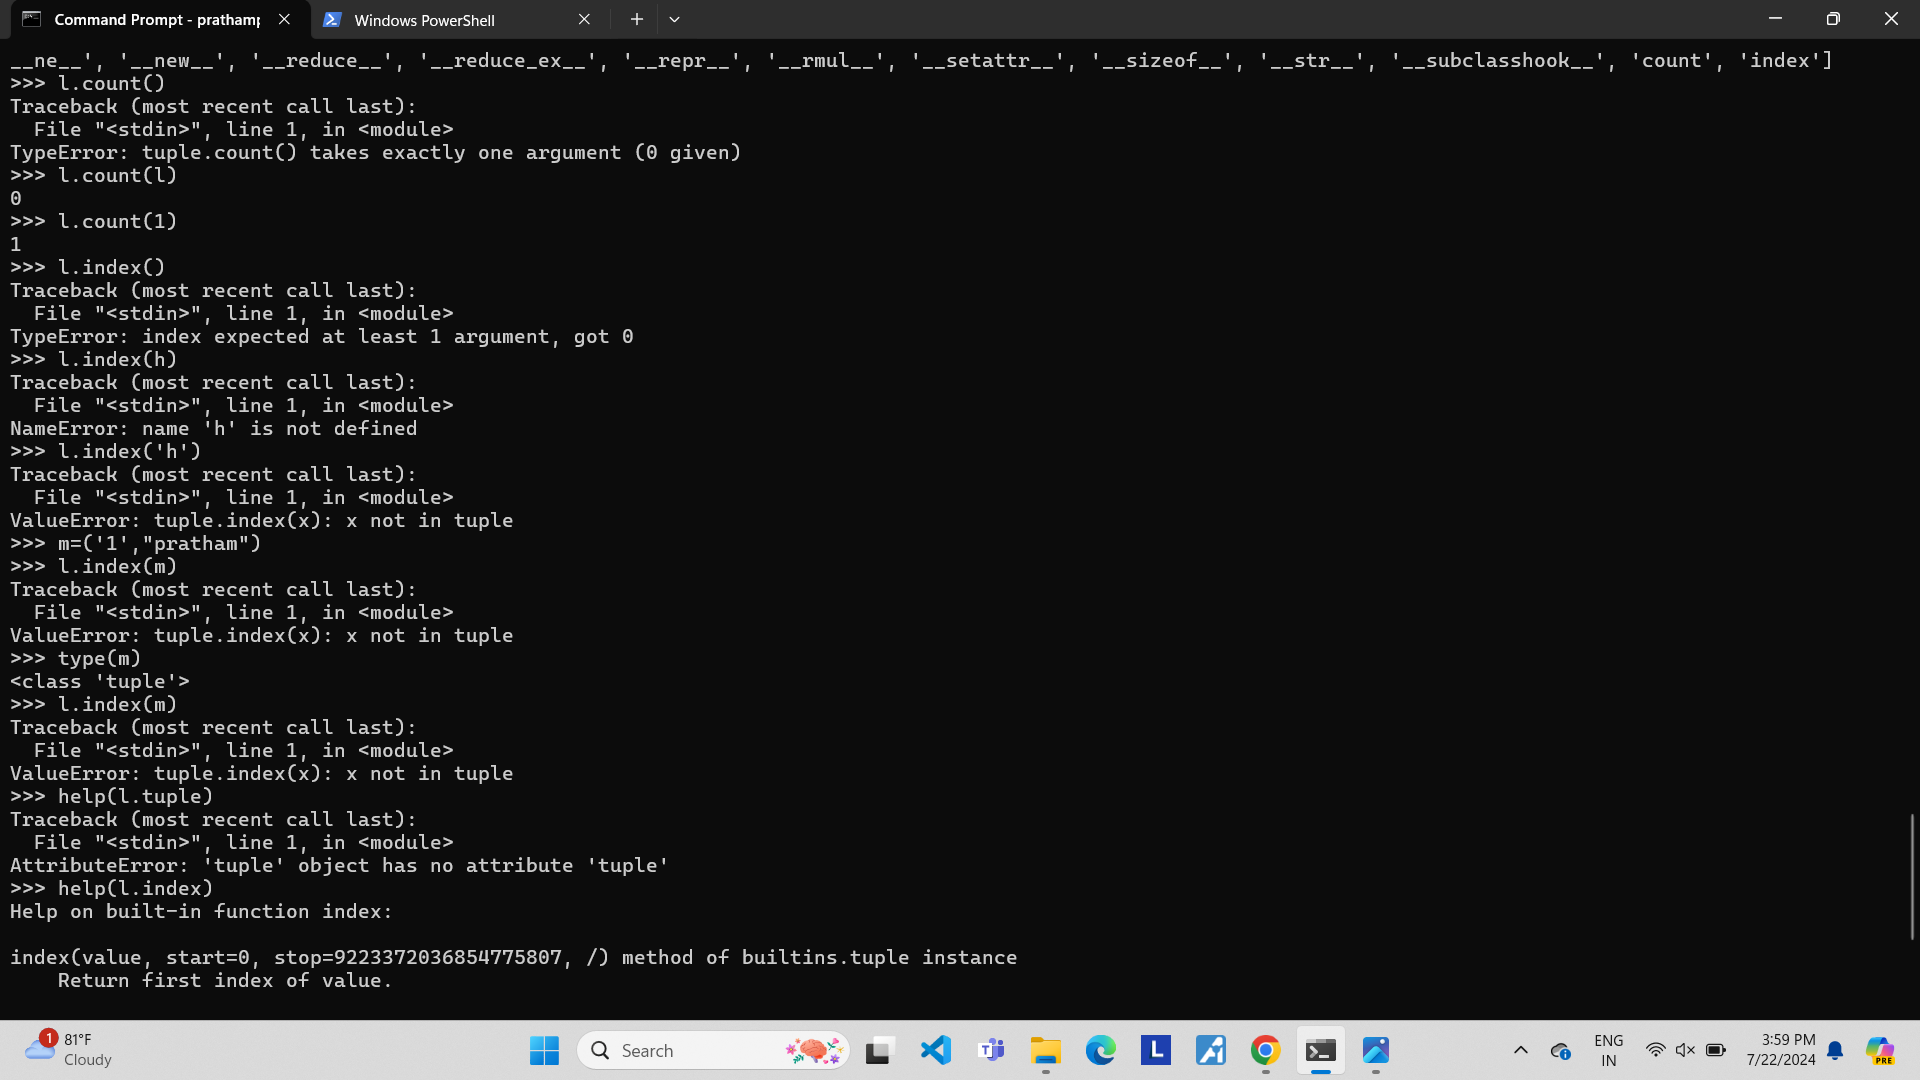 Command Prompt - prathamp
Windows PowerShell
__ne__', '__new__', '__reduce__', '__reduce_ex__', '__repr__', '__rmul__', '__setattr__', '__sizeof__', '__str__', '__subclasshook__', 'count', 'index']
>>> l.count()
Traceback (most recent call last):
  File "<stdin>", line 1, in <module>
TypeError: tuple.count() takes exactly one argument (0 given)
>>> l.count(l)
0
>>> l.count(1)
1
>>> l.index()
Traceback (most recent call last):
  File "<stdin>", line 1, in <module>
TypeError: index expected at least 1 argument, got 0
>>> l.index(h)
Traceback (most recent call last):
  File "<stdin>", line 1, in <module>
NameError: name 'h' is not defined
>>> l.index('h')
Traceback (most recent call last):
  File "<stdin>", line 1, in <module>
ValueError: tuple.index(x): x not in tuple
>>> m=('1',"pratham")
>>> l.index(m)
Traceback (most recent call last):
  File "<stdin>", line 1, in <module>
ValueError: tuple.index(x): x not in tuple
>>> type(m)
<class 'tuple'>
>>> l.index(m)
Traceback (most recent call last):
  File "<stdin>", line 1, in <module>
ValueError: tuple.index(x): x not in tuple
>>> help(l.tuple)
Traceback (most recent call last):
  File "<stdin>", line 1, in <module>
AttributeError: 'tuple' object has no attribute 'tuple'
>>> help(l.index)
Help on built-in function index:
index(value, start=0, stop=9223372036854775807, /) method of builtins.tuple instance
    Return first index of value.
1
81°F
Cloudy
Search
L
ENG
IN
3:59 PM
7/22/2024
PRE